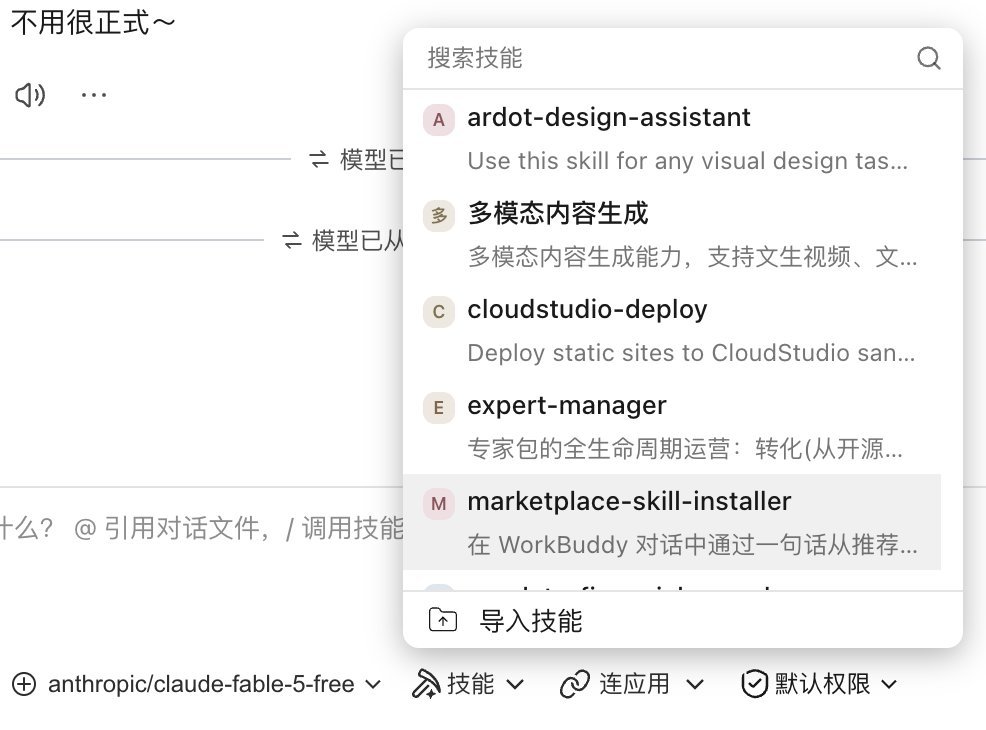 不用很正式～
搜索技能
A ardot-design-assistant
Use this skill for any visual design tas...
模型已
多 多模态内容生成
模型已从
多模态内容生成能力，支持文生视频、文...
C cloudstudio-deploy
Deploy static sites to CloudStudio san...
E expert-manager
专家包的全生命周期运营：转化(从开源...
M marketplace-skill-installer
什么？ @ 引用对话文件，/ 调用技能
在 WorkBuddy 对话中通过一句话从推荐...
导入技能
anthropic/claude-fable-5-free
技能
连应用
默认权限